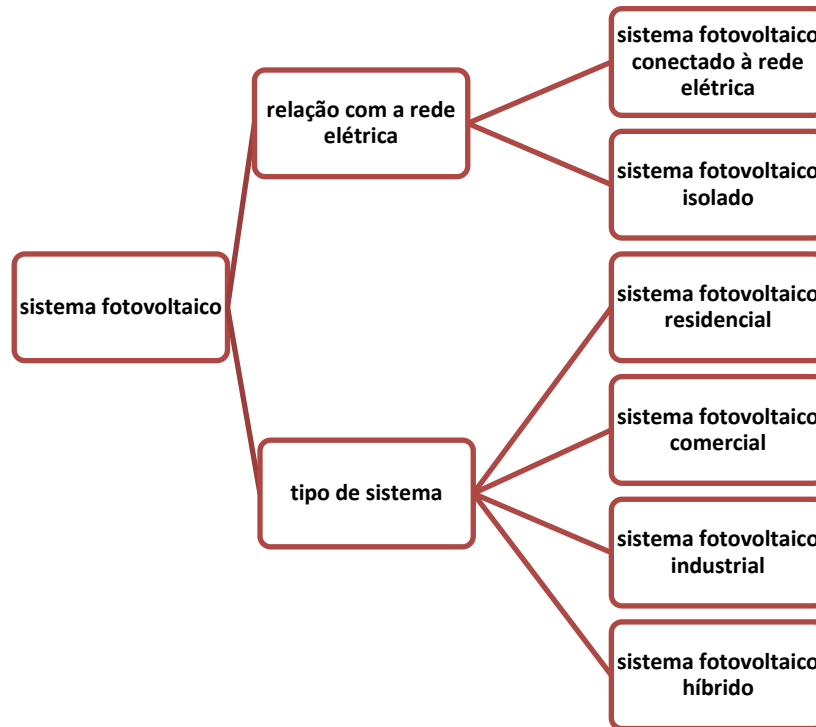 sistema fotovoltaico
conectado à rede
elétrica
relação com a rede
elétrica
sistema fotovoltaico
isolado
sistema fotovoltaico
sistema fotovoltaico
residencial
sistema fotovoltaico
comercial
tipo de sistema
sistema fotovoltaico
industrial
sistema fotovoltaico
híbrido